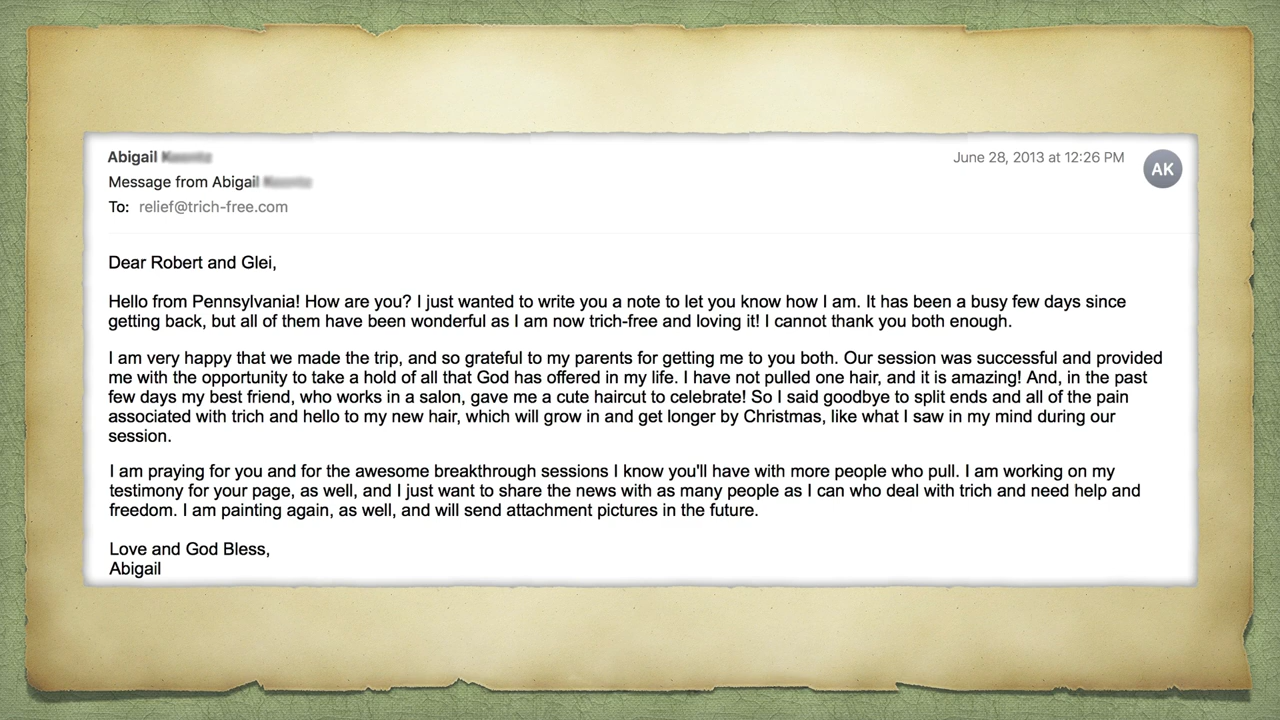 Abigail
June 28, 2013 at 12:26 PM
AK
Message from Abigail
To: relief@trich-free.com
Dear Robert and Glei,
Hello from Pennsylvania! How are you? I just wanted to write you a note to let you know how I am. It has been a busy few days since
getting back, but all of them have been wonderful as I am now trich-free and loving it! I cannot thank you both enough.
I am very happy that we made the trip, and so grateful to my parents for getting me to you both. Our session was successful and provided
me with the opportunity to take a hold of all that God has offered in my life. I have not pulled one hair, and it is amazing! And, in the past
few days my best friend, who works in a salon, gave me a cute haircut to celebrate! So I said goodbye to split ends and all of the pain
associated with trich and hello to my new hair, which will grow in and get longer by Christmas, like what I saw in my mind during our
session.
I am praying for you and for the awesome breakthrough sessions I know you'll have with more people who pull. I am working on my
testimony for your page, as well, and I just want to share the news with as many people as I can who deal with trich and need help and
freedom. I am painting again, as well, and will send attachment pictures in the future.
Love and God Bless,
Abigail